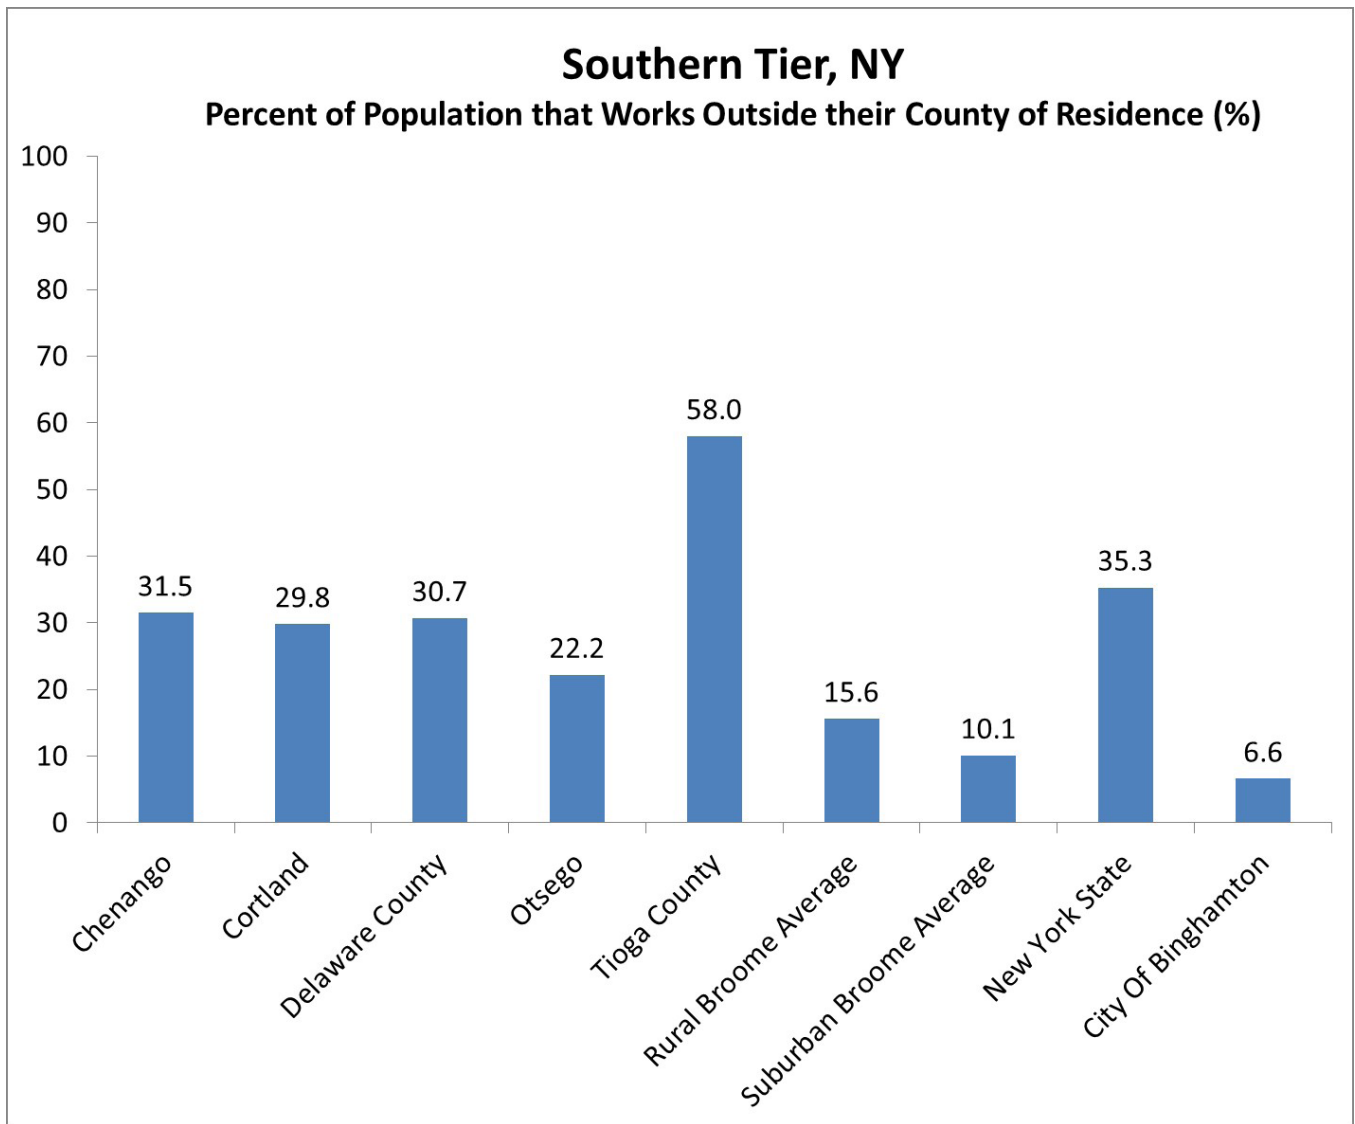 Southern Tier, NY
Percent of Population that Works Outside their County of Residence (%)
100
90
80
70
60
50
40
30
20
10
0
31.5
29.8
30.7
22.2
58.0
15.6
10.1
35.3
6.6
Chenango
Cortland
Delaware County
Otsego
Tioga County
Rural Broome Average
Suburban Broome Average
New York State
City Of Binghamton